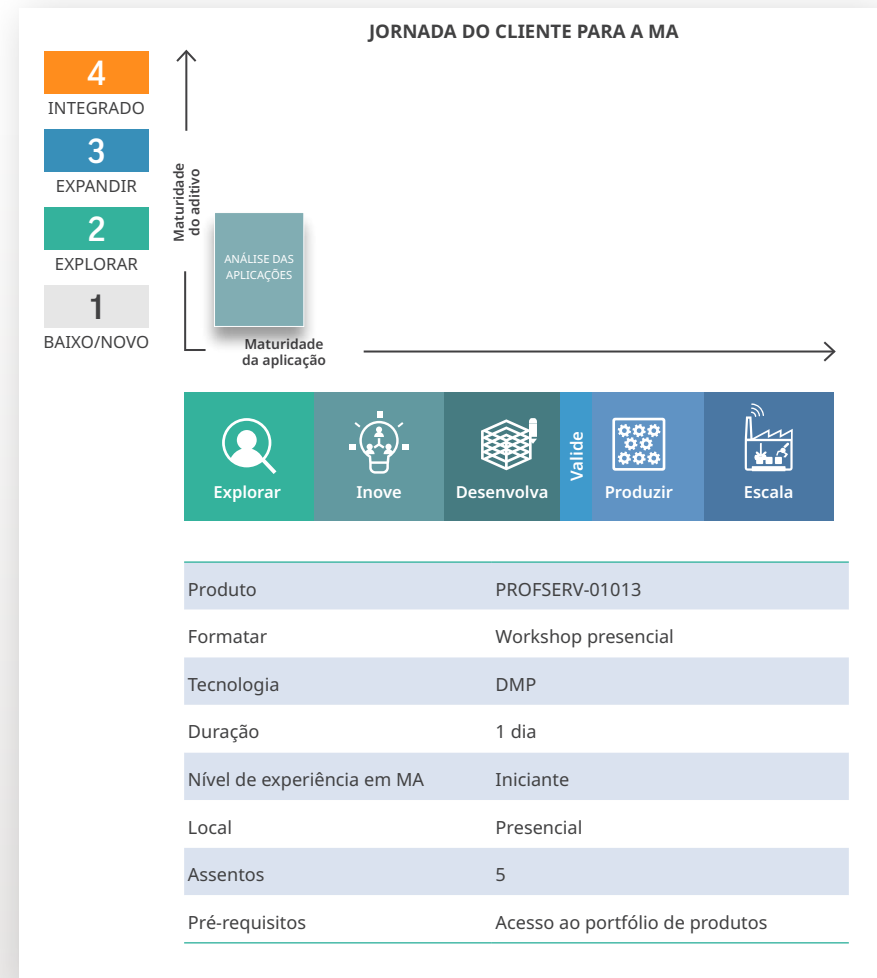 JORNADA DO CLIENTE PARA A MA
4
INTEGRADO
3
EXPANDIR
2
EXPLORAR
1
BAIXO/NOVO
Maturidade
do aditivo
ANÁLISE DAS
APLICAÇÕES
Maturidade
da aplicação
Explorar
Inove
Desenvolva
Valide
Produzir
Escala
Produto PROFSERV-01013
Formatar Workshop presencial
Tecnologia DMP
Duração 1 dia
Nível de experiência em MA Iniciante
Local Presencial
Assentos 5
Pré-requisitos Acesso ao portfólio de produtos